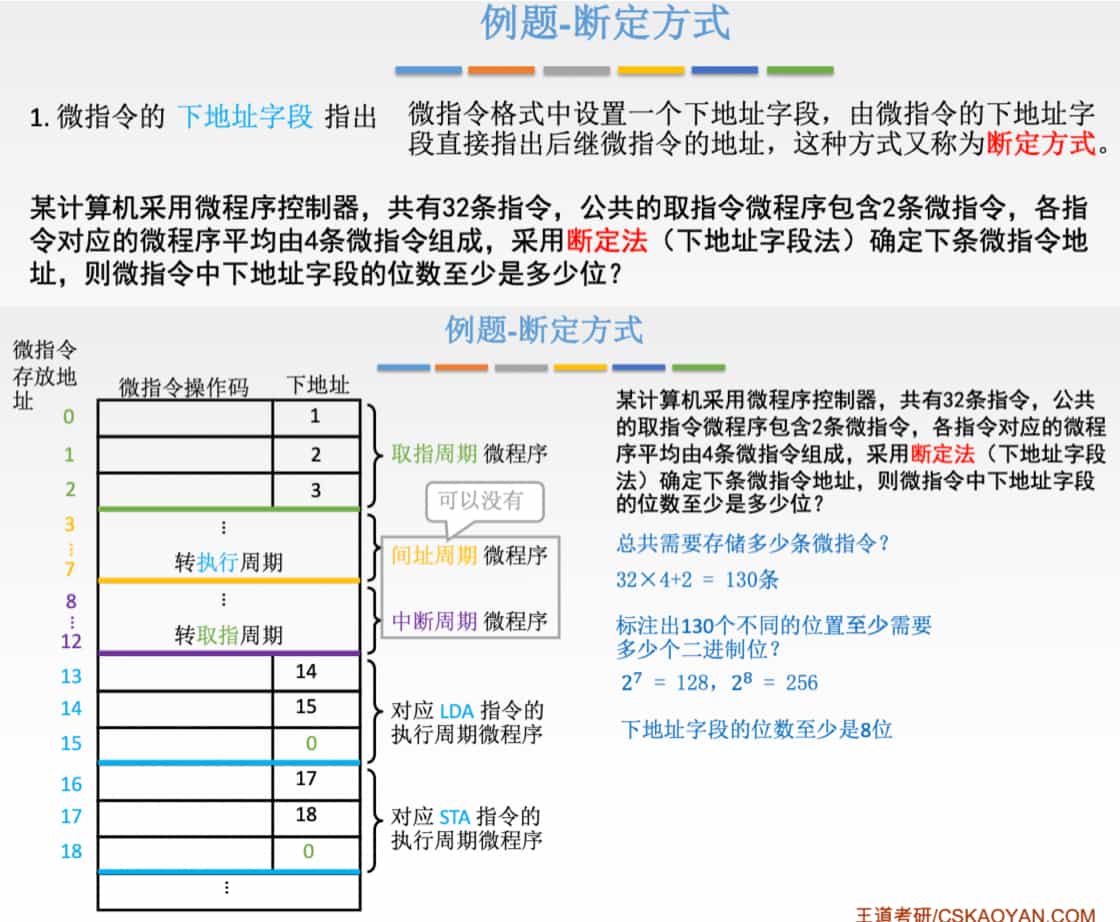 例题-断定方式
1. 微指令的 下地址字段 指出
微指令格式中设置一个下地址字段，由微指令的下地址字
段直接指出后继微指令的地址，这种方式又称为断定方式。
某计算机采用微程序控制器，共有32条指令，公共的取指令微程序包含2条微指令，各指
令对应的微程序平均由4条微指令组成，采用断定法（下地址字段法）确定下条微指令地
址，则微指令中下地址字段的位数至少是多少位？
例题-断定方式
微指令
存放地
址
微指令操作码
下地址
0
1
1
2
取指周期 微程序
2
3
可以没有
3
⋮
⋮
7
转执行周期
间址周期 微程序
8
⋮
⋮
12
转取指周期
中断周期 微程序
13
14
14
15
15
0
对应 LDA 指令的
执行周期微程序
16
17
17
18
18
0
对应 STA 指令的
执行周期微程序
⋮
某计算机采用微程序控制器，共有32条指令，公共
的取指令微程序包含2条微指令，各指令对应的微程
序平均由4条微指令组成，采用断定法（下地址字段
法）确定下条微指令地址，则微指令中下地址字段
的位数至少是多少位？
总共需要存储多少条微指令？
32×4+2 = 130条
标注出130个不同的位置至少需要
多少个二进制位？
2⁷ = 128，2⁸ = 256
下地址字段的位数至少是8位
王道考研/CSKAOYAN.COM